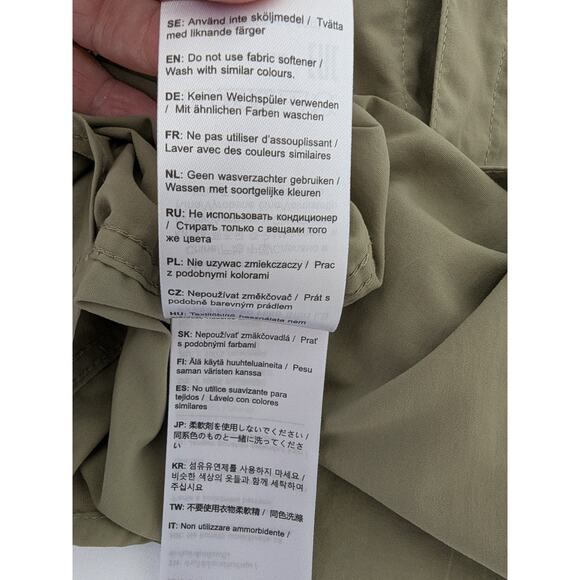 SE: Använd inte sköljmedel / Tvätta
med liknande färger
EN: Do not use fabric softener /
Wash with similar colours.
DE: Keinen Weichspüler verwenden
/ Mit ähnlichen Farben waschen
FR: Ne pas utiliser d'assouplissant /
Laver avec des couleurs similaires
NL: Geen wasverzachter gebruiken /
Wassen met soortgelijke kleuren
RU: Не использовать кондиционер
/ Стирать только с вещами того
же цвета
PL: Nie uzywac zmiekczaczy / Prac
z podobnymi kolorami
CZ: Nepoužívat změkčovač / Prát s
podobně barevným prádlem
HU: Textilöblítő használata nem
SK: Nepoužívať zmäkčovadlá / Prať
s podobnými farbami
FI: Älä käytä huuhteluaineita / Pesu
saman väristen kanssa
ES: No utilice suavizante para
tejidos / Lávelo con colores
similares
JP: 柔軟剤を使用しないでください /
同系色のものと一緒に洗ってくださ
い
KR: 섬유유연제를 사용하지 마세요 /
비슷한 색상의 옷들과 함께 세탁하여
주십시요
TW: 不要使用衣物柔軟精 / 同色洗滌
IT: Non utilizzare ammorbidente /